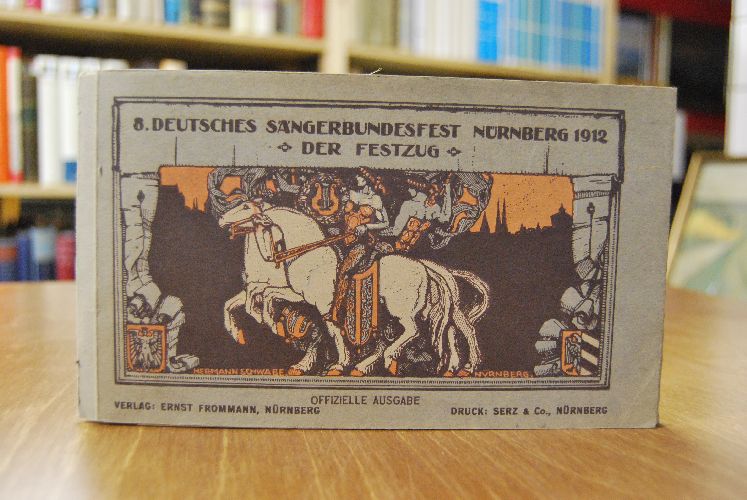 8. DEUTSCHES SÄNGERBUNDESFEST NÜRNBERG 1912
DER FESTZUG
HERMANN SCHWABE
NVRNBERG
OFFIZIELLE AUSGABE
VERLAG: ERNST FROMMANN, NÜRNBERG
DRUCK: SERZ & Co., NÜRNBERG